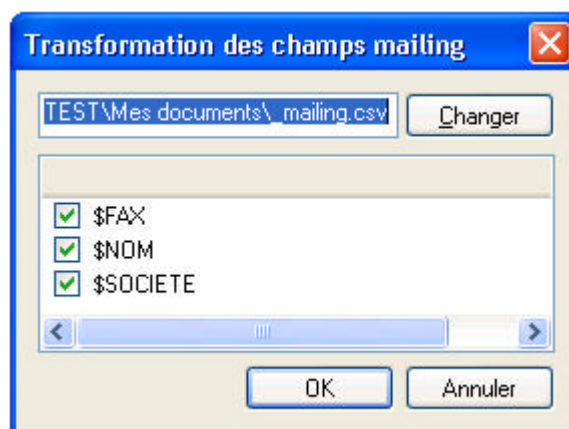 Transformation des champs mailing
TEST\Mes documents\_mailing.csv
Changer
$FAX
$NOM
$SOCIETE
OK
Annuler